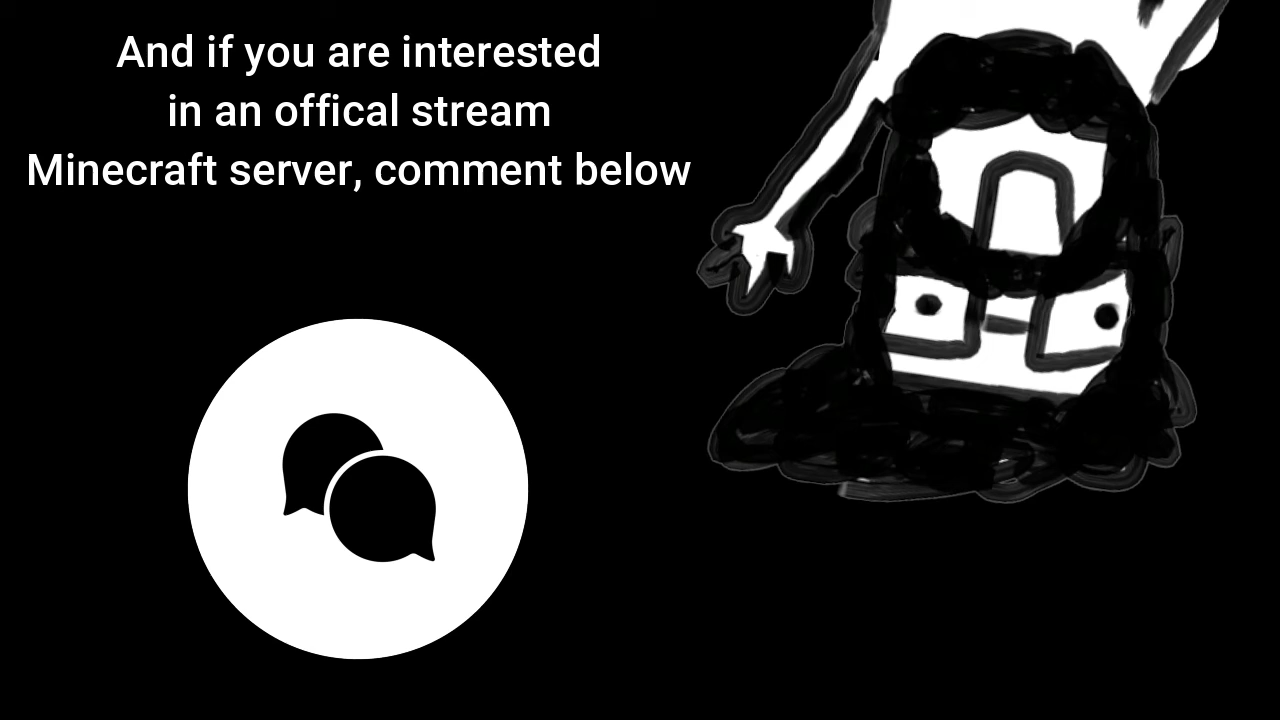 And if you are interested
in an offical stream
Minecraft server, comment below